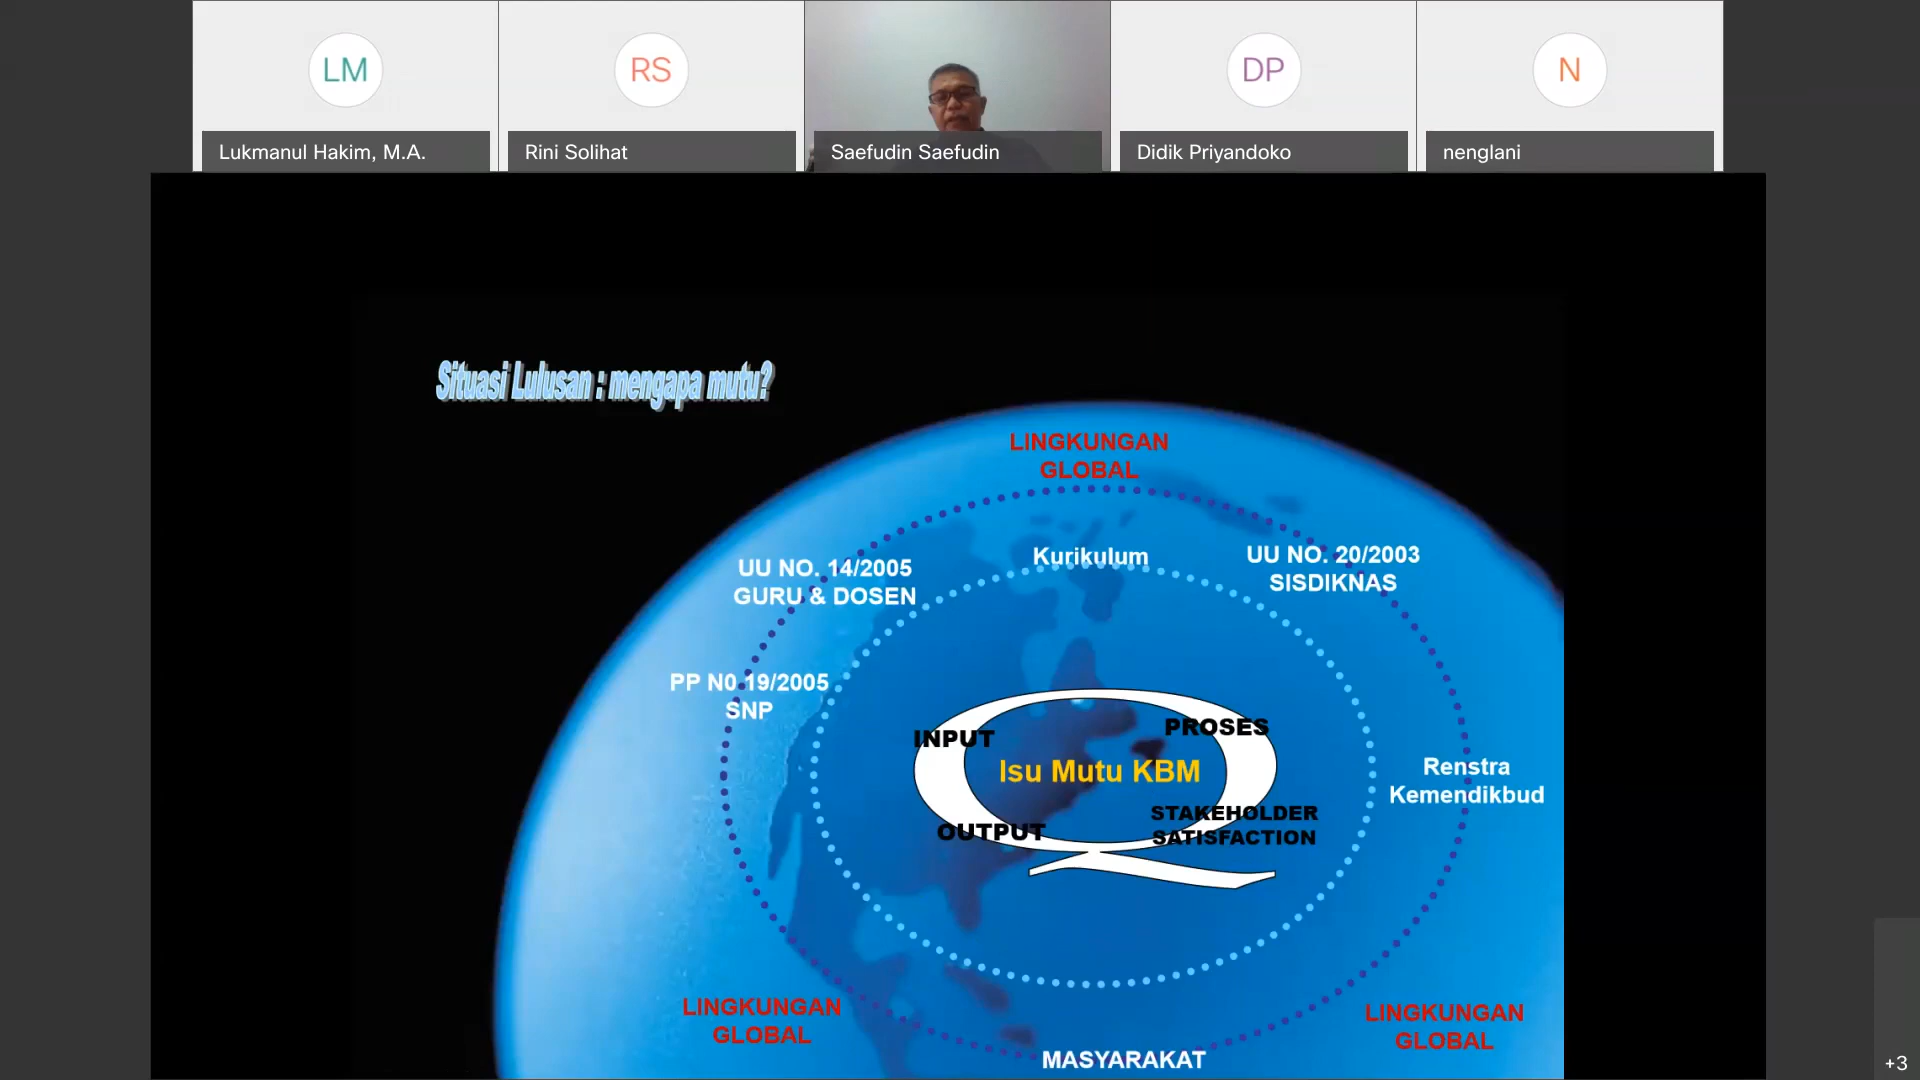 LM
RS
DP
N
Lukmanul Hakim, M.A.
Rini Solihat
Saefudin Saefudin
Didik Priyandoko
nenglani
Situasi Lulusan : mengapa mutu?
LINGKUNGAN
GLOBAL
UU NO. 14/2005
GURU & DOSEN
Kurikulum
UU NO. 20/2003
SISDIKNAS
PP N0 19/2005
SNP
INPUT
PROSES
Isu Mutu KBM
OUTPUT
STAKEHOLDER
SATISFACTION
Renstra
Kemendikbud
LINGKUNGAN
GLOBAL
MASYARAKAT
LINGKUNGAN
GLOBAL
+3